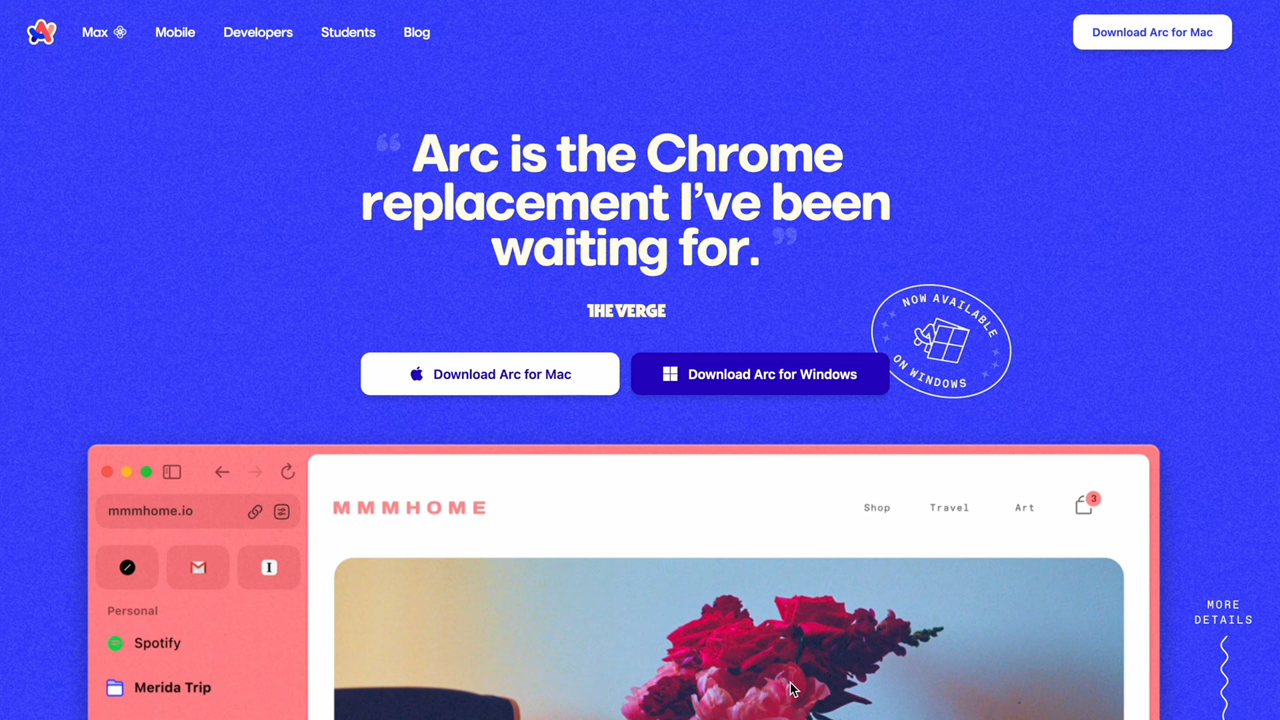 Max
Mobile
Developers
Students
Blog
Download Arc for Mac
“ Arc is the Chrome
replacement I’ve been
waiting for. ”
THE VERGE
NOW AVAILABLE
ON WINDOWS
Download Arc for Mac
Download Arc for Windows
mmmhome.io
MMMHOME
Shop
Travel
Art
3
I
Personal
Spotify
Merida Trip
MORE
DETAILS